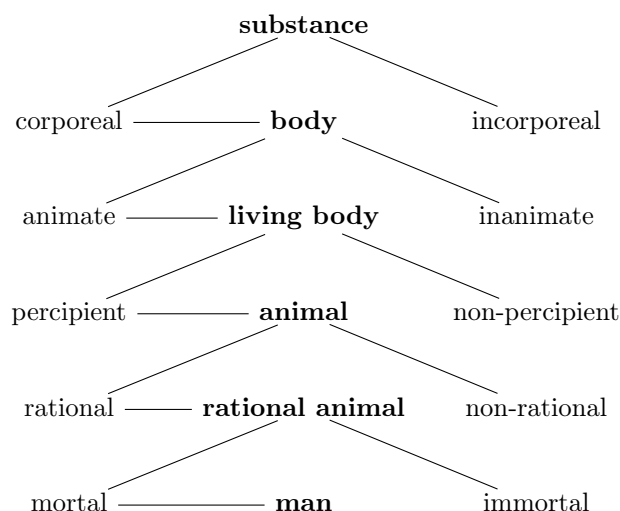 substance
corporeal body incorporeal
animate living body inanimate
percipient animal non-percipient
rational rational animal non-rational
mortal man immortal